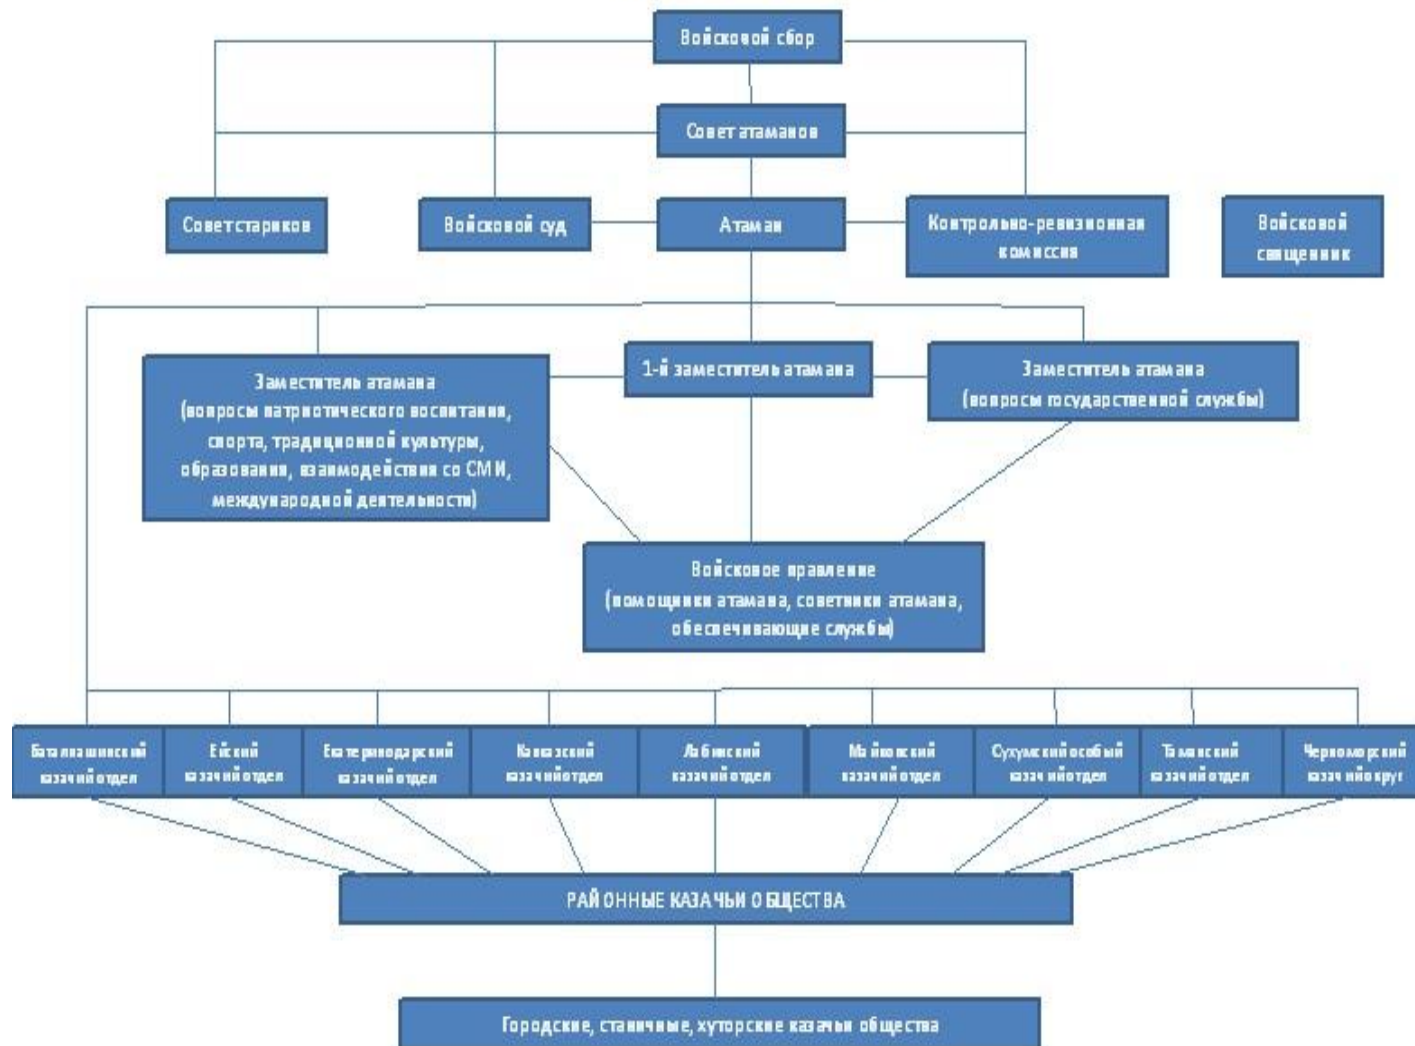 Войсковой сбор
Совет атаманов
Совет стариков
Войсковой суд
Атаман
Контрольно-ревизионная
комиссия
Войсковой
священник
Заместитель атамана
(вопросы патриотического воспитания,
спорта, традиционной культуры,
образования, взаимодействия со СМИ,
международной деятельности)
1-й заместитель атамана
Заместитель атамана
(вопросы государственной службы)
Войсковое правление
(помощники атамана, советники атамана,
обеспечивающие службы)
Баталпашинский
казачий отдел
Ейский
казачий отдел
Екатеринодарский
казачий отдел
Кавказский
казачий отдел
Лабинский
казачий отдел
Майкопский
казачий отдел
Сухумский особый
казачий отдел
Таманский
казачий отдел
Черноморский
казачий округ
РАЙОННЫЕ КАЗАЧЬИ ОБЩЕСТВА
Городские, станичные, хуторские казачьи общества